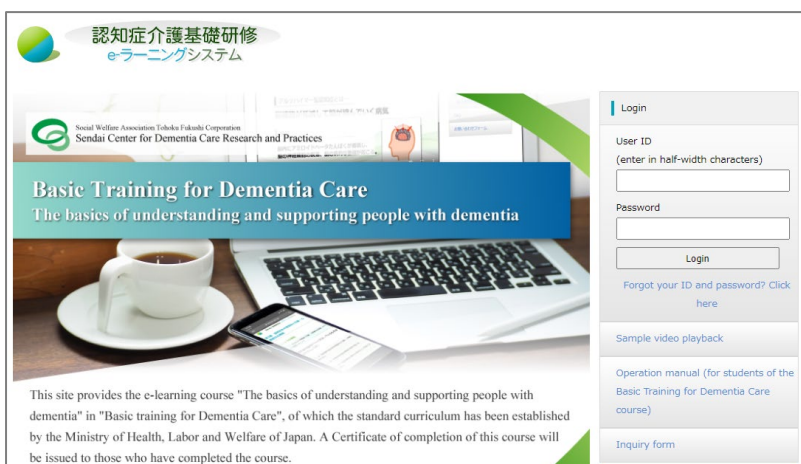 認知症介護基礎研修
e-ラーニングシステム
Social Welfare Association Tohoku Fukushi Corporation
Sendai Center for Dementia Care Research and Practices
Basic Training for Dementia Care
The basics of understanding and supporting people with dementia
This site provides the e-learning course "The basics of understanding and supporting people with
dementia" in "Basic training for Dementia Care", of which the standard curriculum has been established
by the Ministry of Health, Labor and Welfare of Japan. A Certificate of completion of this course will
be issued to those who have completed the course.
Login
User ID
(enter in half-width characters)
Password
Login
Forgot your ID and password? Click
here
Sample video playback
Operation manual (for students of the
Basic Training for Dementia Care
course)
Inquiry form